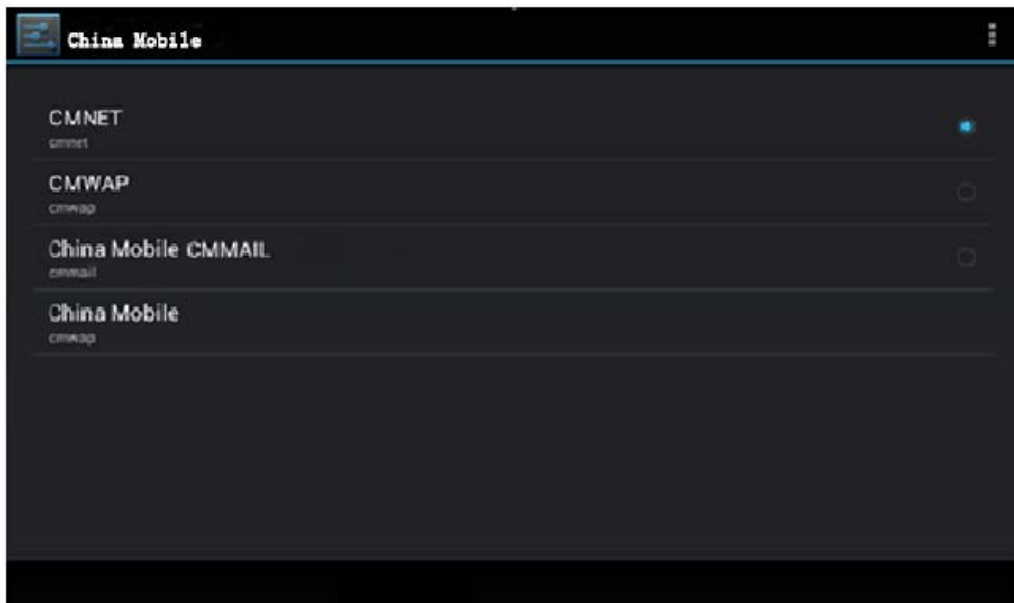 China Mobile
CMNET
cmnet
CMWAP
cmwap
China Mobile CMMAIL
cmmail
China Mobile
cmwap